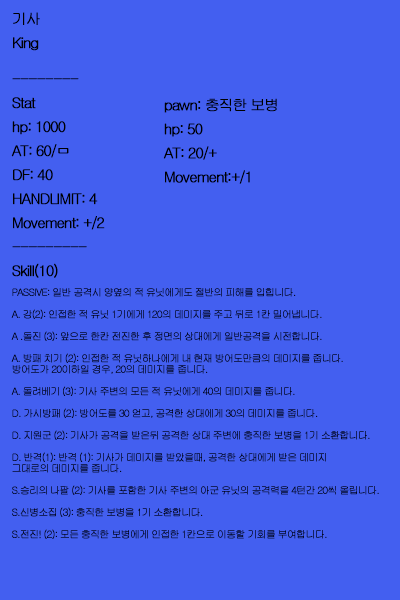 기사
King
_________
Stat
hp: 1000
AT: 60/ㅁ
DF: 40
HANDLIMIT: 4
Movement: +/2
pawn: 충직한 보병
hp: 50
AT: 20/+
Movement:+/1
__________
Skill(10)
PASSIVE: 일반 공격시 양옆의 적 유닛에게도 절반의 피해를 입힙니다.
A. 강(2): 인접한 적 유닛 1기에게 120의 데미지를 주고 뒤로 1칸 밀어냅니다.
A .돌진 (3): 앞으로 한칸 전진한 후 정면의 상대에게 일반공격을 시전합니다.
A. 방패 치기 (2): 인접한 적 유닛하나에게 내 현재 방어도만큼의 데미지를 줍니다.
방어도가 20이하일 경우, 20의 데미지를 줍니다.
A. 돌려베기 (3): 기사 주변의 모든 적 유닛에게 40의 데미지를 줍니다.
D. 가시방패 (2): 방어도를 30 얻고, 공격한 상대에게 30의 데미지를 줍니다.
D. 지원군 (2): 기사가 공격을 받은뒤 공격한 상대 주변에 충직한 보병을 1기 소환합니다.
D. 반격(1): 반격 (1): 기사가 데미지를 받았을때, 공격한 상대에게 받은 데미지
그대로의 데미지를 줍니다.
S.승리의 나팔 (2): 기사를 포함한 기사 주변의 아군 유닛의 공격력을 4턴간 20씩 올립니다.
S.신병소집 (3): 충직한 보병을 1기 소환합니다.
S.전진! (2): 모든 충직한 보병에게 인접한 1칸으로 이동할 기회를 부여합니다.